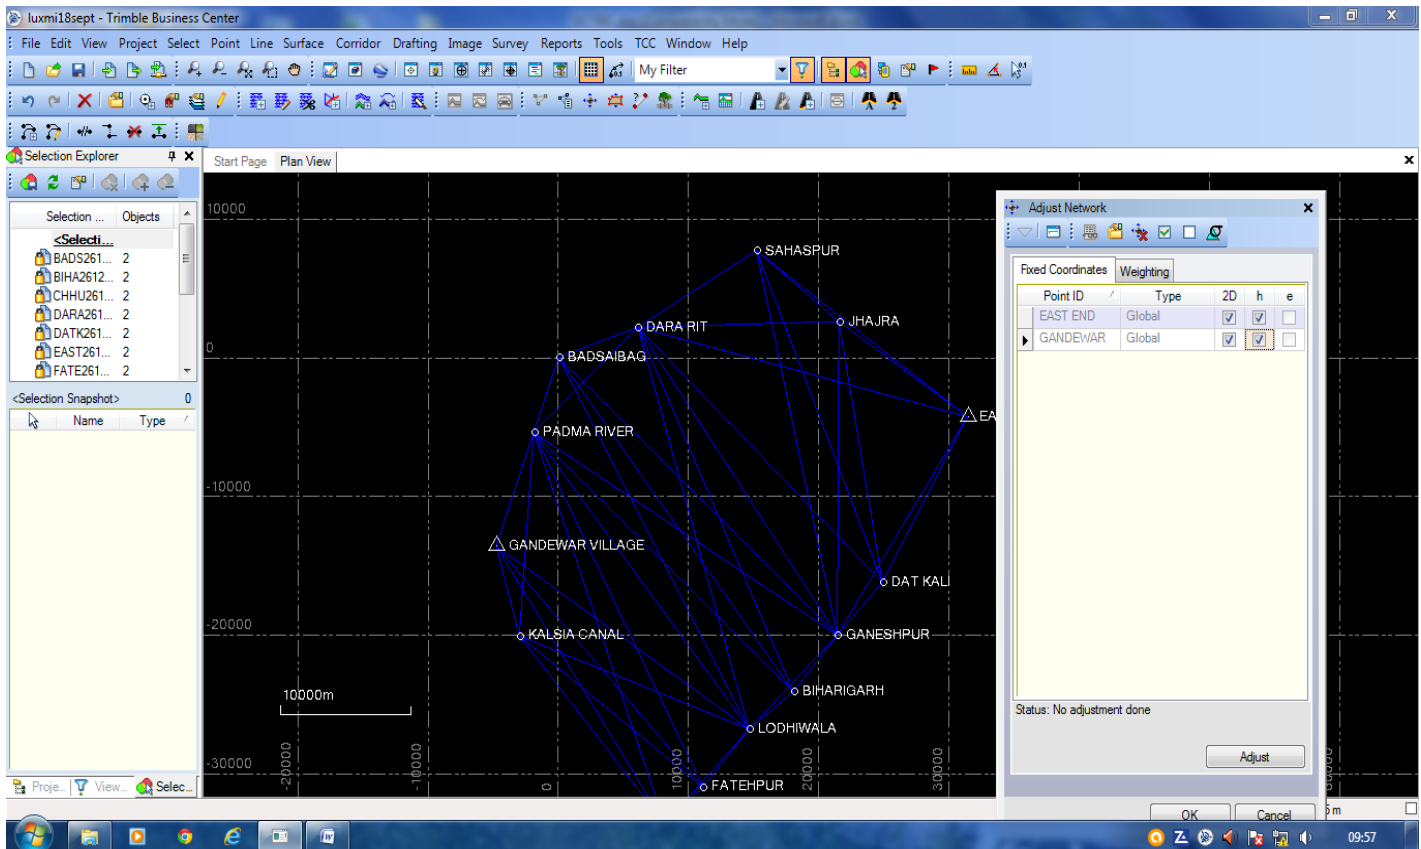 luxmi18sept - Trimble Business Center
File Edit View Project Select Point Line Surface Corridor Drafting Image Survey Reports Tools TCC Window Help
My Filter
Selection Explorer
Start Page Plan View
Selection ... Objects
<Selecti...
BADS261... 2
BIHA2612... 2
CHHU261... 2
DARA261... 2
DATK261... 2
EAST261... 2
FATE261... 2
<Selection Snapshot> 0
Name Type
Proje... View... Selec...
10000
0
-10000
-20000
-30000
SAHASPUR
JHAJRA
DARA RIT
BADSAIBAG
EA
PADMA RIVER
GANDEWAR VILLAGE
DAT KALI
KALSIA CANAL
GANESHPUR
BIHARIGARH
10000m
LODHIWALA
FATEHPUR
-20000
-10000
0
10000
20000
30000
Adjust Network
Fixed Coordinates Weighting
Point ID Type 2D h e
EAST END Global
GANDEWAR Global
Status: No adjustment done
Adjust
OK Cancel
09:57